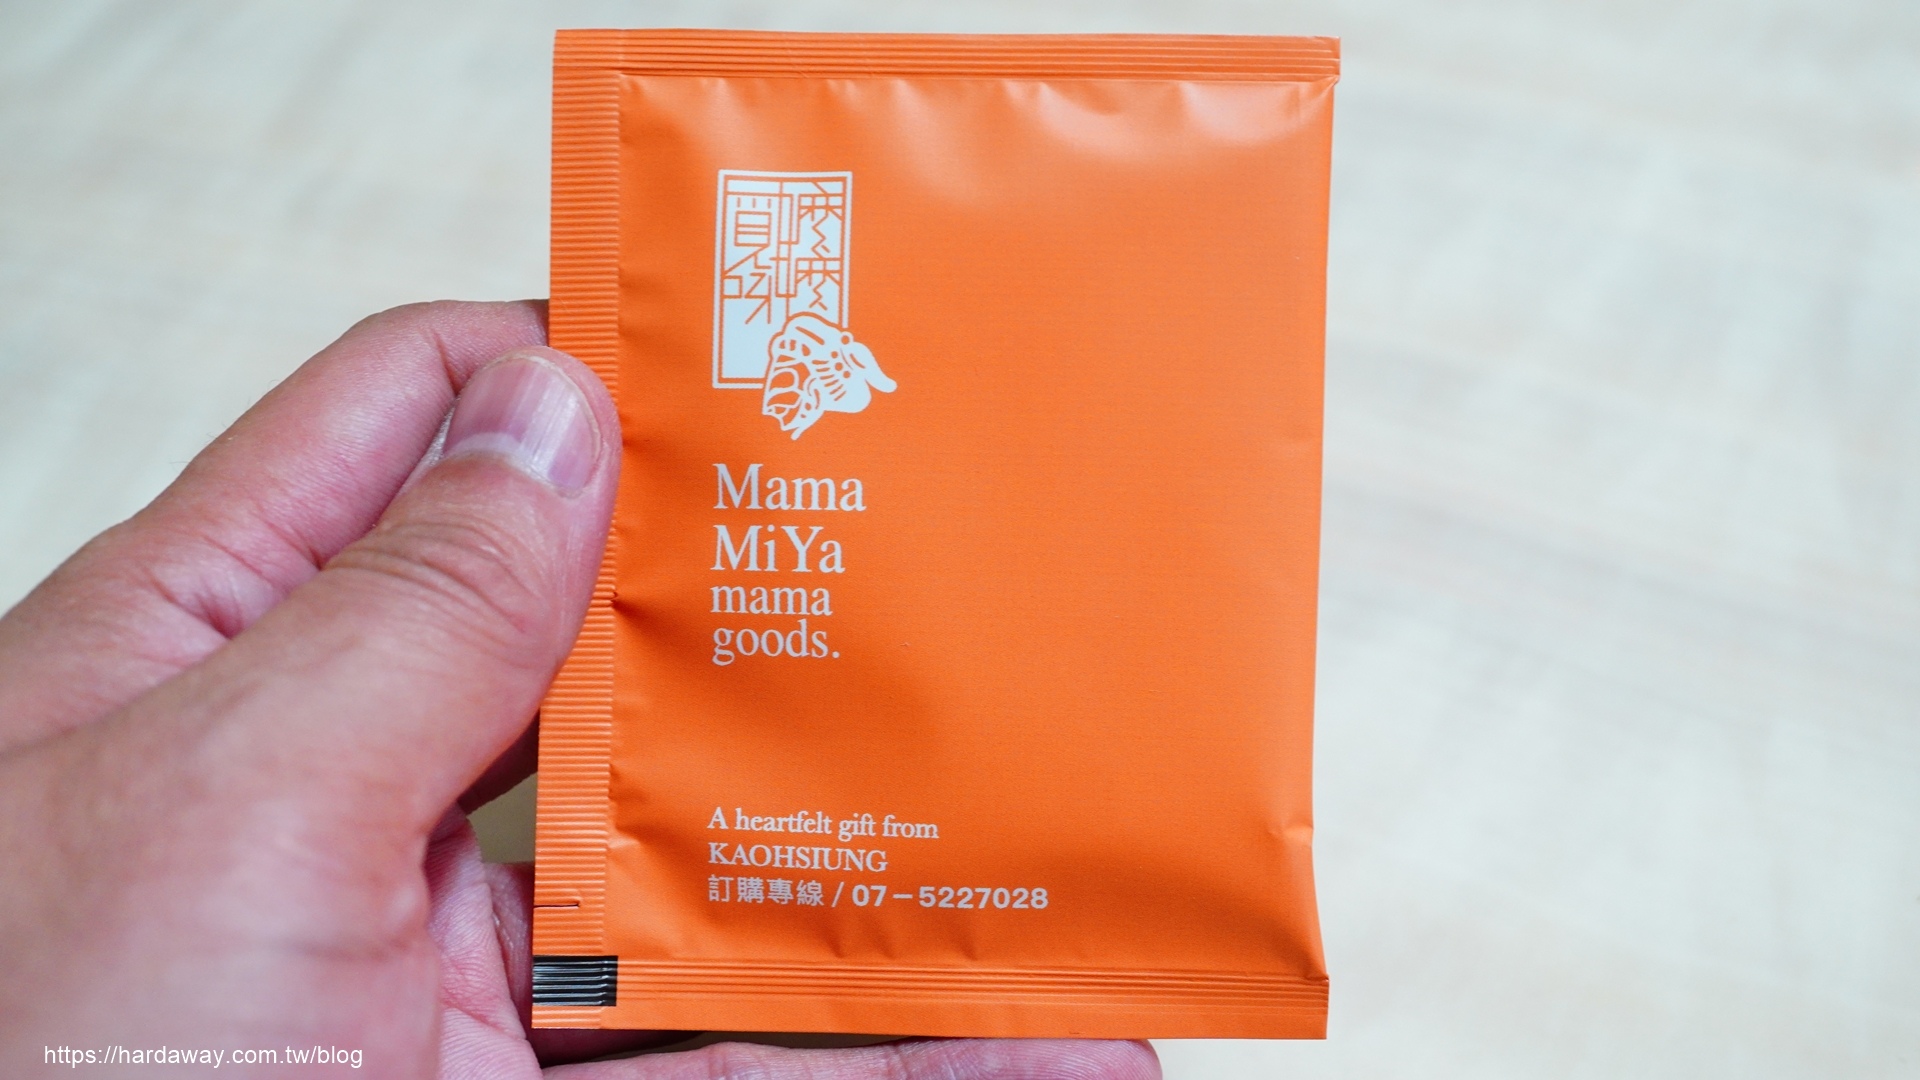 Mama
MiYa
mama
goods.
A heartfelt gift from
KAOHSIUNG
訂購專線 / 07-5227028
https://hardaway.com.tw/blog